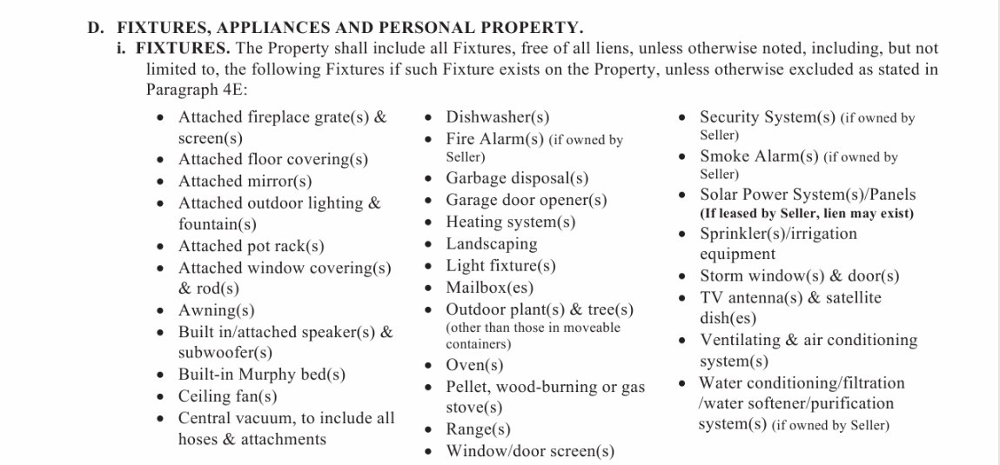 D. FIXTURES, APPLIANCES AND PERSONAL PROPERTY.
i. FIXTURES. The Property shall include all Fixtures, free of all liens, unless otherwise noted, including, but not
limited to, the following Fixtures if such Fixture exists on the Property, unless otherwise excluded as stated in
Paragraph 4E:
• Attached fireplace grate(s) &
screen(s)
• Attached floor covering(s)
• Attached mirror(s)
• Attached outdoor lighting &
fountain(s)
• Attached pot rack(s)
• Attached window covering(s)
& rod(s)
• Awning(s)
• Built in/attached speaker(s) &
subwoofer(s)
• Built-in Murphy bed(s)
• Ceiling fan(s)
• Central vacuum, to include all
hoses & attachments
• Dishwasher(s)
• Fire Alarm(s) (if owned by
Seller)
• Garbage disposal(s)
• Garage door opener(s)
• Heating system(s)
• Landscaping
• Light fixture(s)
• Mailbox(es)
• Outdoor plant(s) & tree(s)
(other than those in moveable
containers)
• Oven(s)
• Pellet, wood-burning or gas
stove(s)
• Range(s)
• Window/door screen(s)
• Security System(s) (if owned by
Seller)
• Smoke Alarm(s) (if owned by
Seller)
• Solar Power System(s)/Panels
(If leased by Seller, lien may exist)
• Sprinkler(s)/irrigation
equipment
• Storm window(s) & door(s)
• TV antenna(s) & satellite
dish(es)
• Ventilating & air conditioning
system(s)
• Water conditioning/filtration
/water softener/purification
system(s) (if owned by Seller)